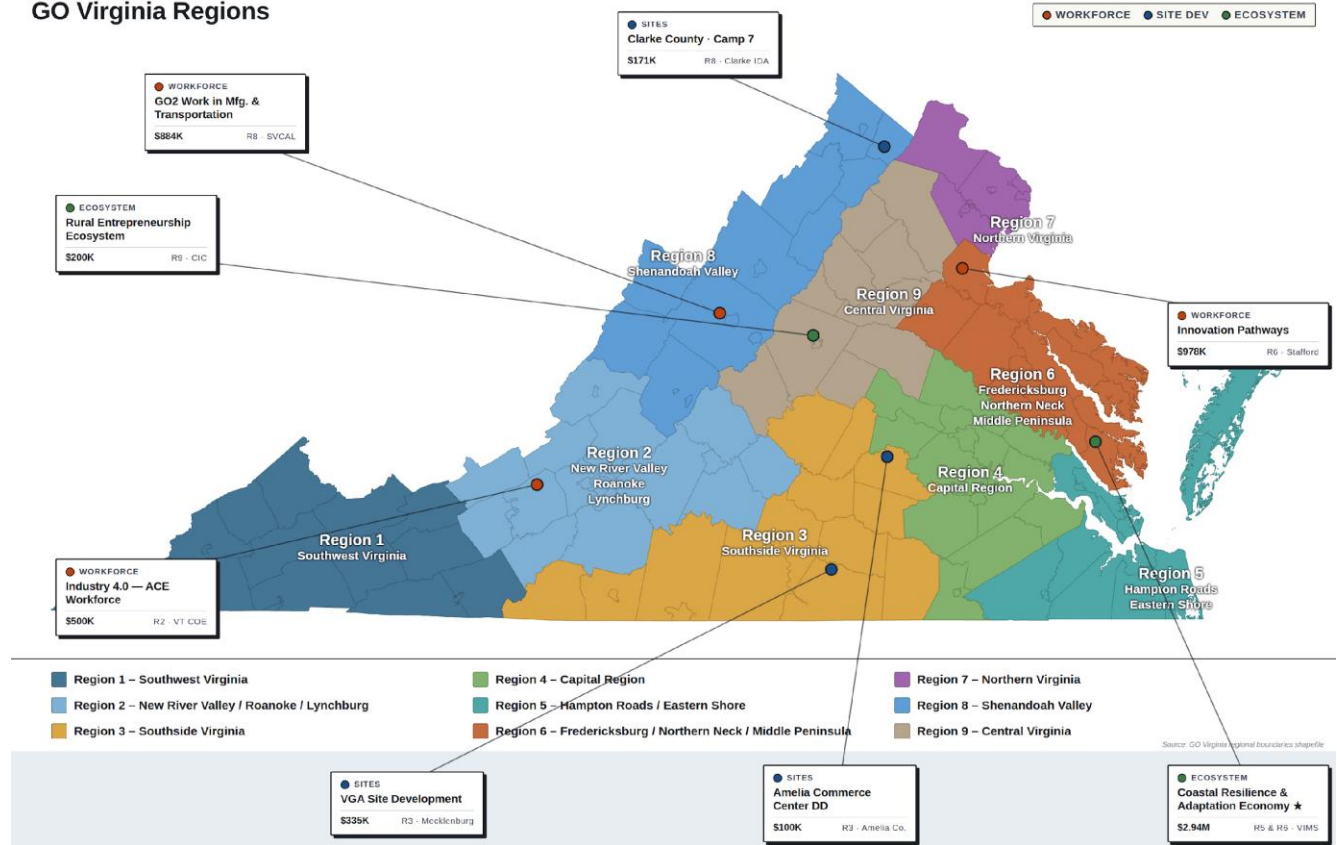 GO Virginia Regions
WORKFORCE SITE DEV ECOSYSTEM
SITES
Clarke County · Camp 7
$171K R8 · Clarke IDA
WORKFORCE
GO2 Work in Mfg. &
Transportation
$884K R8 · SVCAL
ECOSYSTEM
Rural Entrepreneurship
Ecosystem
$200K R9 · CIC
Region 7
Northern Virginia
Region 8
Shenandoah Valley
Region 9
Central Virginia
WORKFORCE
Innovation Pathways
$978K R6 · Stafford
Region 6
Fredericksburg
Northern Neck
Middle Peninsula
Region 2
New River Valley
Roanoke
Lynchburg
Region 4
Capital Region
Region 1
Southwest Virginia
Region 3
Southside Virginia
Region 5
Hampton Roads
Eastern Shore
WORKFORCE
Industry 4.0 — ACE
Workforce
$500K R2 · VT COE
Region 1 – Southwest Virginia
Region 2 – New River Valley / Roanoke / Lynchburg
Region 3 – Southside Virginia
Region 4 – Capital Region
Region 5 – Hampton Roads / Eastern Shore
Region 6 – Fredericksburg / Northern Neck / Middle Peninsula
Region 7 – Northern Virginia
Region 8 – Shenandoah Valley
Region 9 – Central Virginia
Source: GO Virginia regional boundaries shapefile
SITES
VGA Site Development
$335K R3 · Mecklenburg
SITES
Amelia Commerce
Center DD
$100K R3 · Amelia Co.
ECOSYSTEM
Coastal Resilience &
Adaptation Economy ★
$2.94M R5 & R6 · VIMS